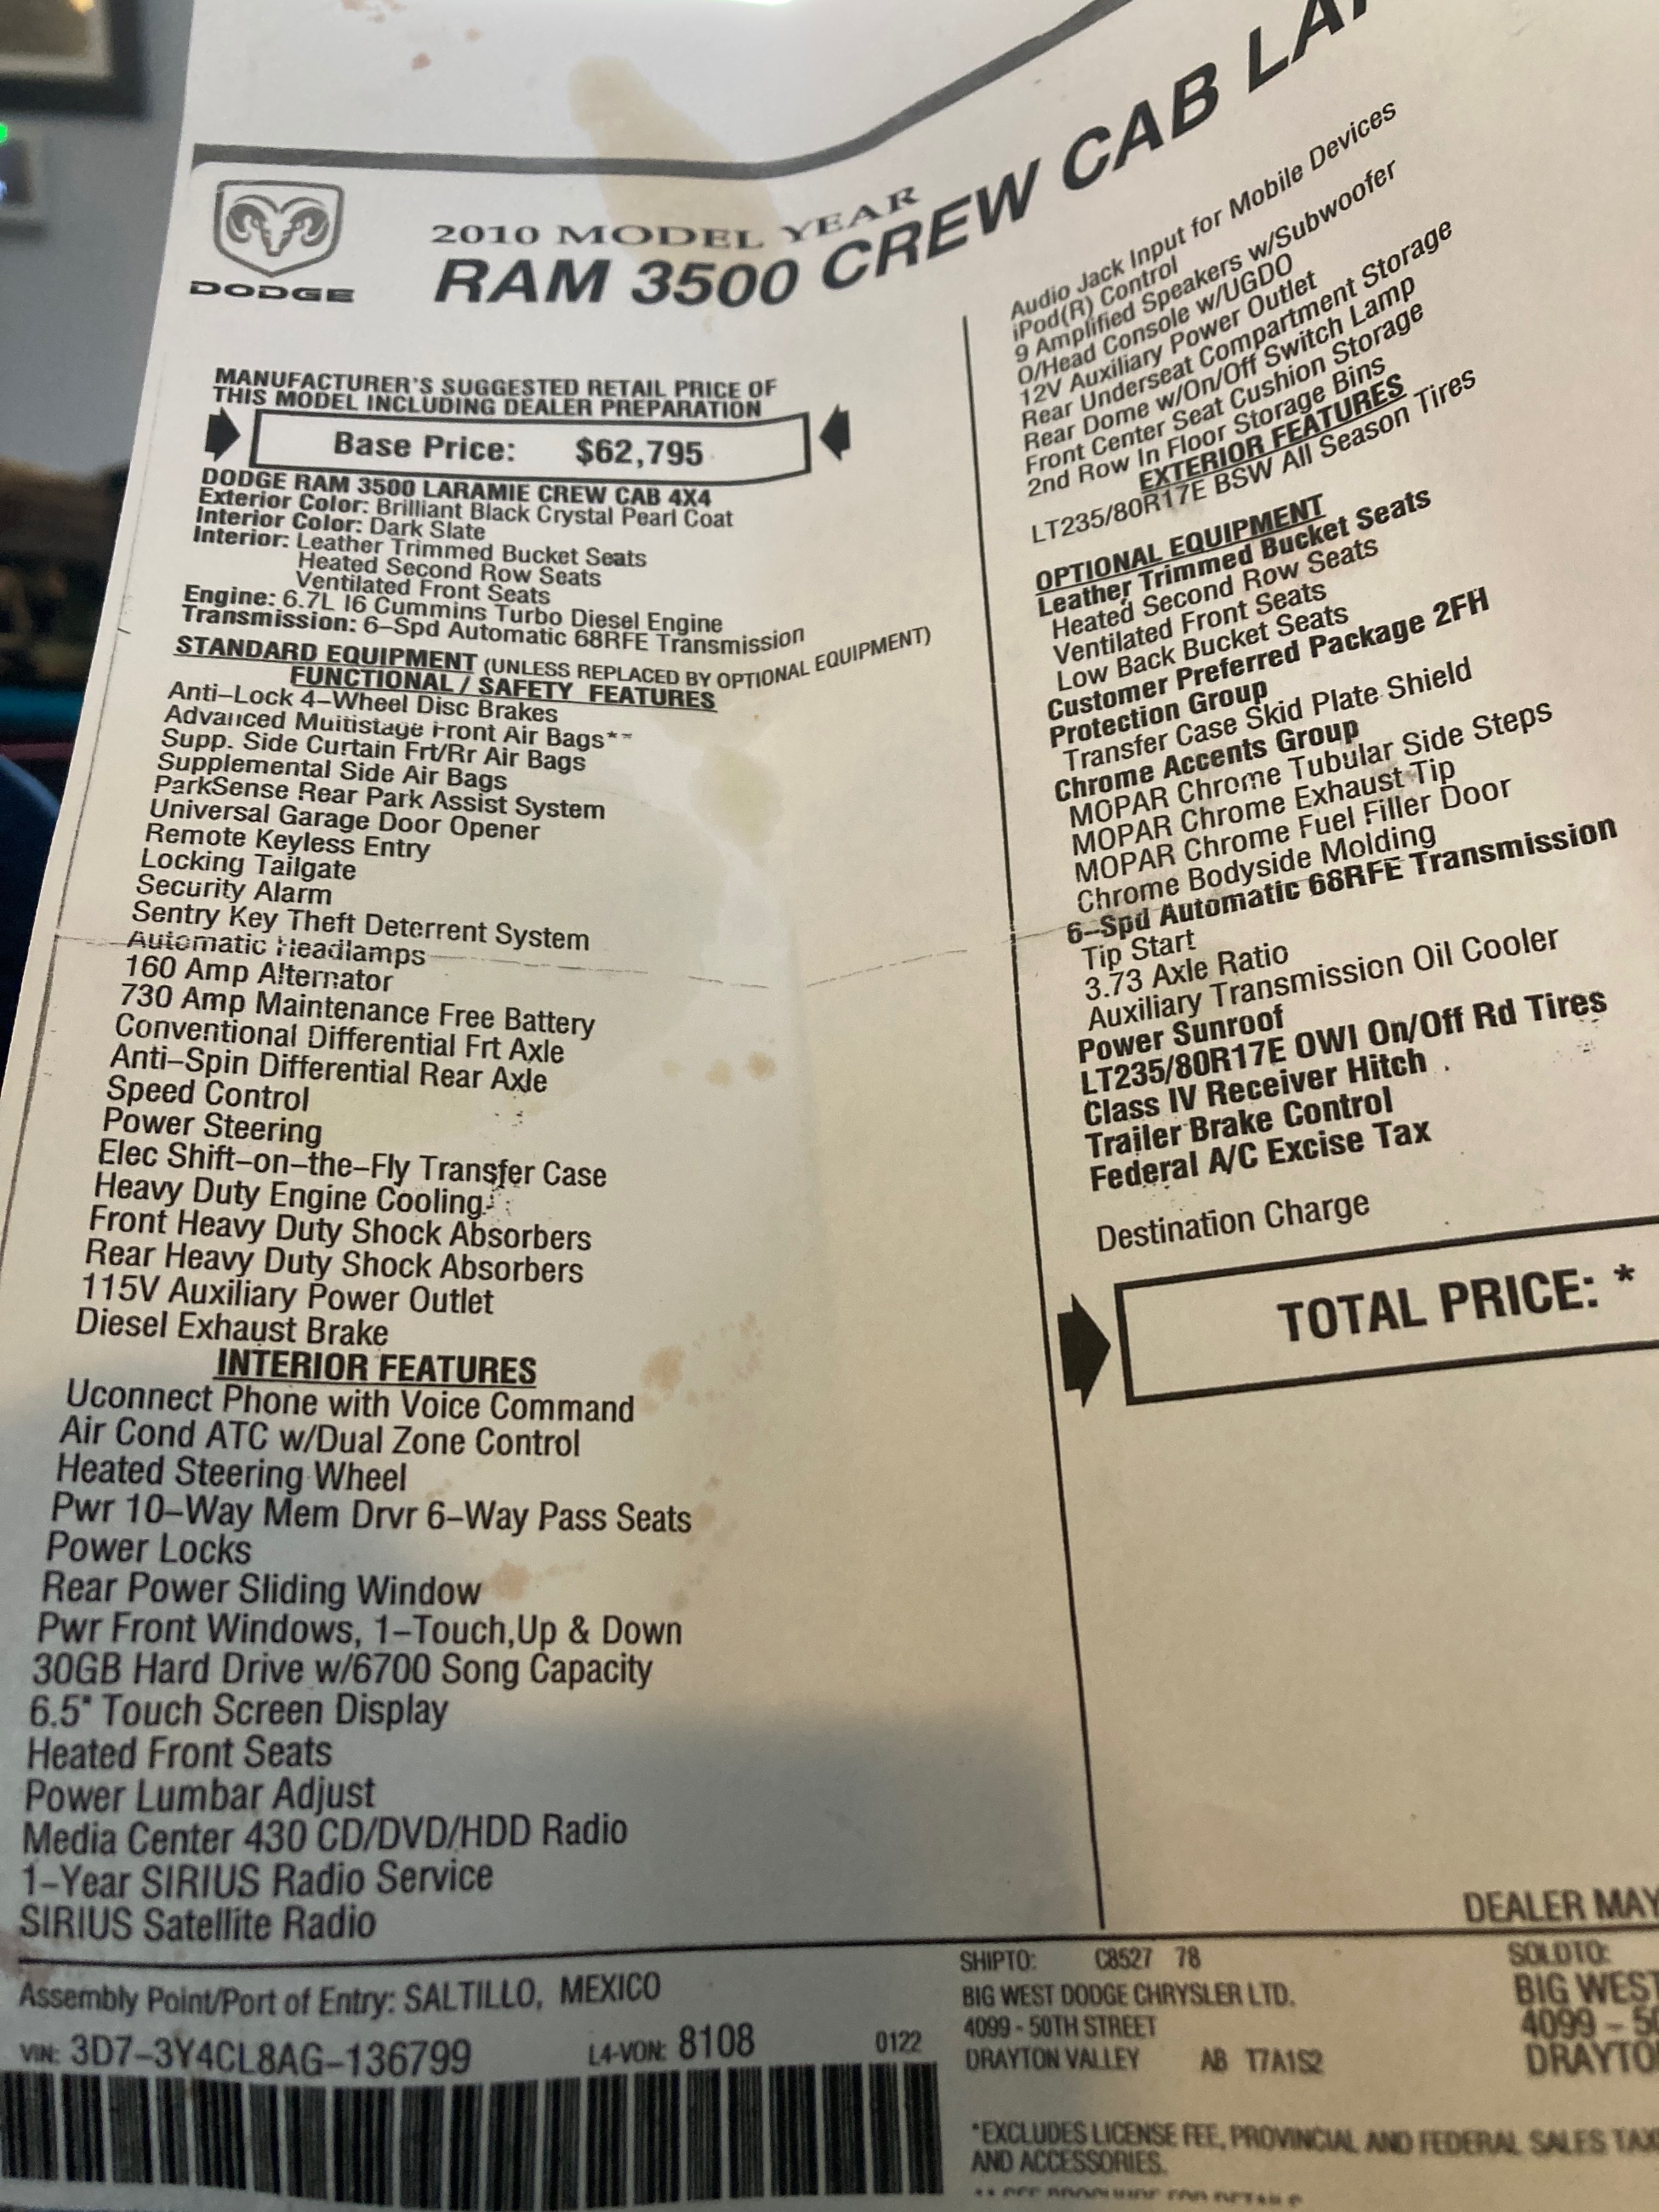 DODGE
2010 MODEL YEAR
RAM 3500 CREW CAB
MANUFACTURER'S SUGGESTED RETAIL PRICE OF
THIS MODEL INCLUDING DEALER PREPARATION
Base Price: $62,795
DODGE RAM 3500 LARAMIE CREW CAB 4X4
Exterior Color: Brilliant Black Crystal Pearl Coat
Interior Color: Dark Slate
Interior: Leather Trimmed Bucket Seats
Heated Second Row Seats
Ventilated Front Seats
Engine: 6.7L I6 Cummins Turbo Diesel Engine
Transmission: 6-Spd Automatic 68RFE Transmission
STANDARD EQUIPMENT (UNLESS REPLACED BY OPTIONAL EQUIPMENT)
FUNCTIONAL / SAFETY FEATURES
Anti-Lock 4-Wheel Disc Brakes
Advanced Multistage Front Air Bags**
Supp. Side Curtain Frt/Rr Air Bags
Supplemental Side Air Bags
ParkSense Rear Park Assist System
Universal Garage Door Opener
Remote Keyless Entry
Locking Tailgate
Security Alarm
Sentry Key Theft Deterrent System
Automatic Headlamps
160 Amp Alternator
730 Amp Maintenance Free Battery
Conventional Differential Frt Axle
Anti-Spin Differential Rear Axle
Speed Control
Power Steering
Elec Shift-on-the-Fly Transfer Case
Heavy Duty Engine Cooling
Front Heavy Duty Shock Absorbers
Rear Heavy Duty Shock Absorbers
115V Auxiliary Power Outlet
Diesel Exhaust Brake
INTERIOR FEATURES
Uconnect Phone with Voice Command
Air Cond ATC w/Dual Zone Control
Heated Steering Wheel
Pwr 10-Way Mem Drvr 6-Way Pass Seats
Power Locks
Rear Power Sliding Window
Pwr Front Windows, 1-Touch,Up & Down
30GB Hard Drive w/6700 Song Capacity
6.5" Touch Screen Display
Heated Front Seats
Power Lumbar Adjust
Media Center 430 CD/DVD/HDD Radio
1-Year SIRIUS Radio Service
SIRIUS Satellite Radio
Audio Jack Input for Mobile Devices
iPod(R) Control
9 Amplified Speakers w/Subwoofer
O/Head Console w/UGDO
12V Auxiliary Power Outlet
Rear Underseat Compartment Storage
Rear Dome w/On/Off Switch Lamp
Front Center Seat Cushion Storage
2nd Row In Floor Storage Bins
EXTERIOR FEATURES
LT235/80R17E BSW All Season Tires
OPTIONAL EQUIPMENT
Leather Trimmed Bucket Seats
Heated Second Row Seats
Ventilated Front Seats
Low Back Bucket Seats
Customer Preferred Package 2FH
Protection Group
Transfer Case Skid Plate Shield
Chrome Accents Group
MOPAR Chrome Tubular Side Steps
MOPAR Chrome Exhaust Tip
MOPAR Chrome Fuel Filler Door
Chrome Bodyside Molding
6-Spd Automatic 68RFE Transmission
Tip Start
3.73 Axle Ratio
Auxiliary Transmission Oil Cooler
Power Sunroof
LT235/80R17E OWl On/Off Rd Tires
Class IV Receiver Hitch
Trailer Brake Control
Federal A/C Excise Tax
Destination Charge
TOTAL PRICE: *
DEALER MAY
Assembly Point/Port of Entry: SALTILLO, MEXICO
VIN: 3D7-3Y4CL8AG-136799 L4-VON: 8108 0122
SHIPTO: C8527 78
BIG WEST DODGE CHRYSLER LTD.
4099 - 50TH STREET
DRAYTON VALLEY AB T7A1S2
SOLDTO:
BIG WEST
4099 - 50
DRAYTO
*EXCLUDES LICENSE FEE, PROVINCIAL AND FEDERAL SALES TAX
AND ACCESSORIES.